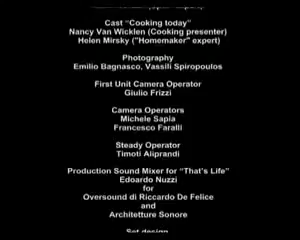 Cast “Cooking today”
Nancy Van Wicklen (Cooking presenter)
Helen Mirsky ("Homemaker" expert)
Photography
Emilio Bagnasco, Vassili Spiropoulos
First Unit Camera Operator
Giulio Frizzi
Camera Operators
Michele Sapia
Francesco Faralli
Steady Operator
Timoti Aliprandi
Production Sound Mixer for “That's Life”
Edoardo Nuzzi
for
Oversound di Riccardo De Felice
and
Architetture Sonore
Set design